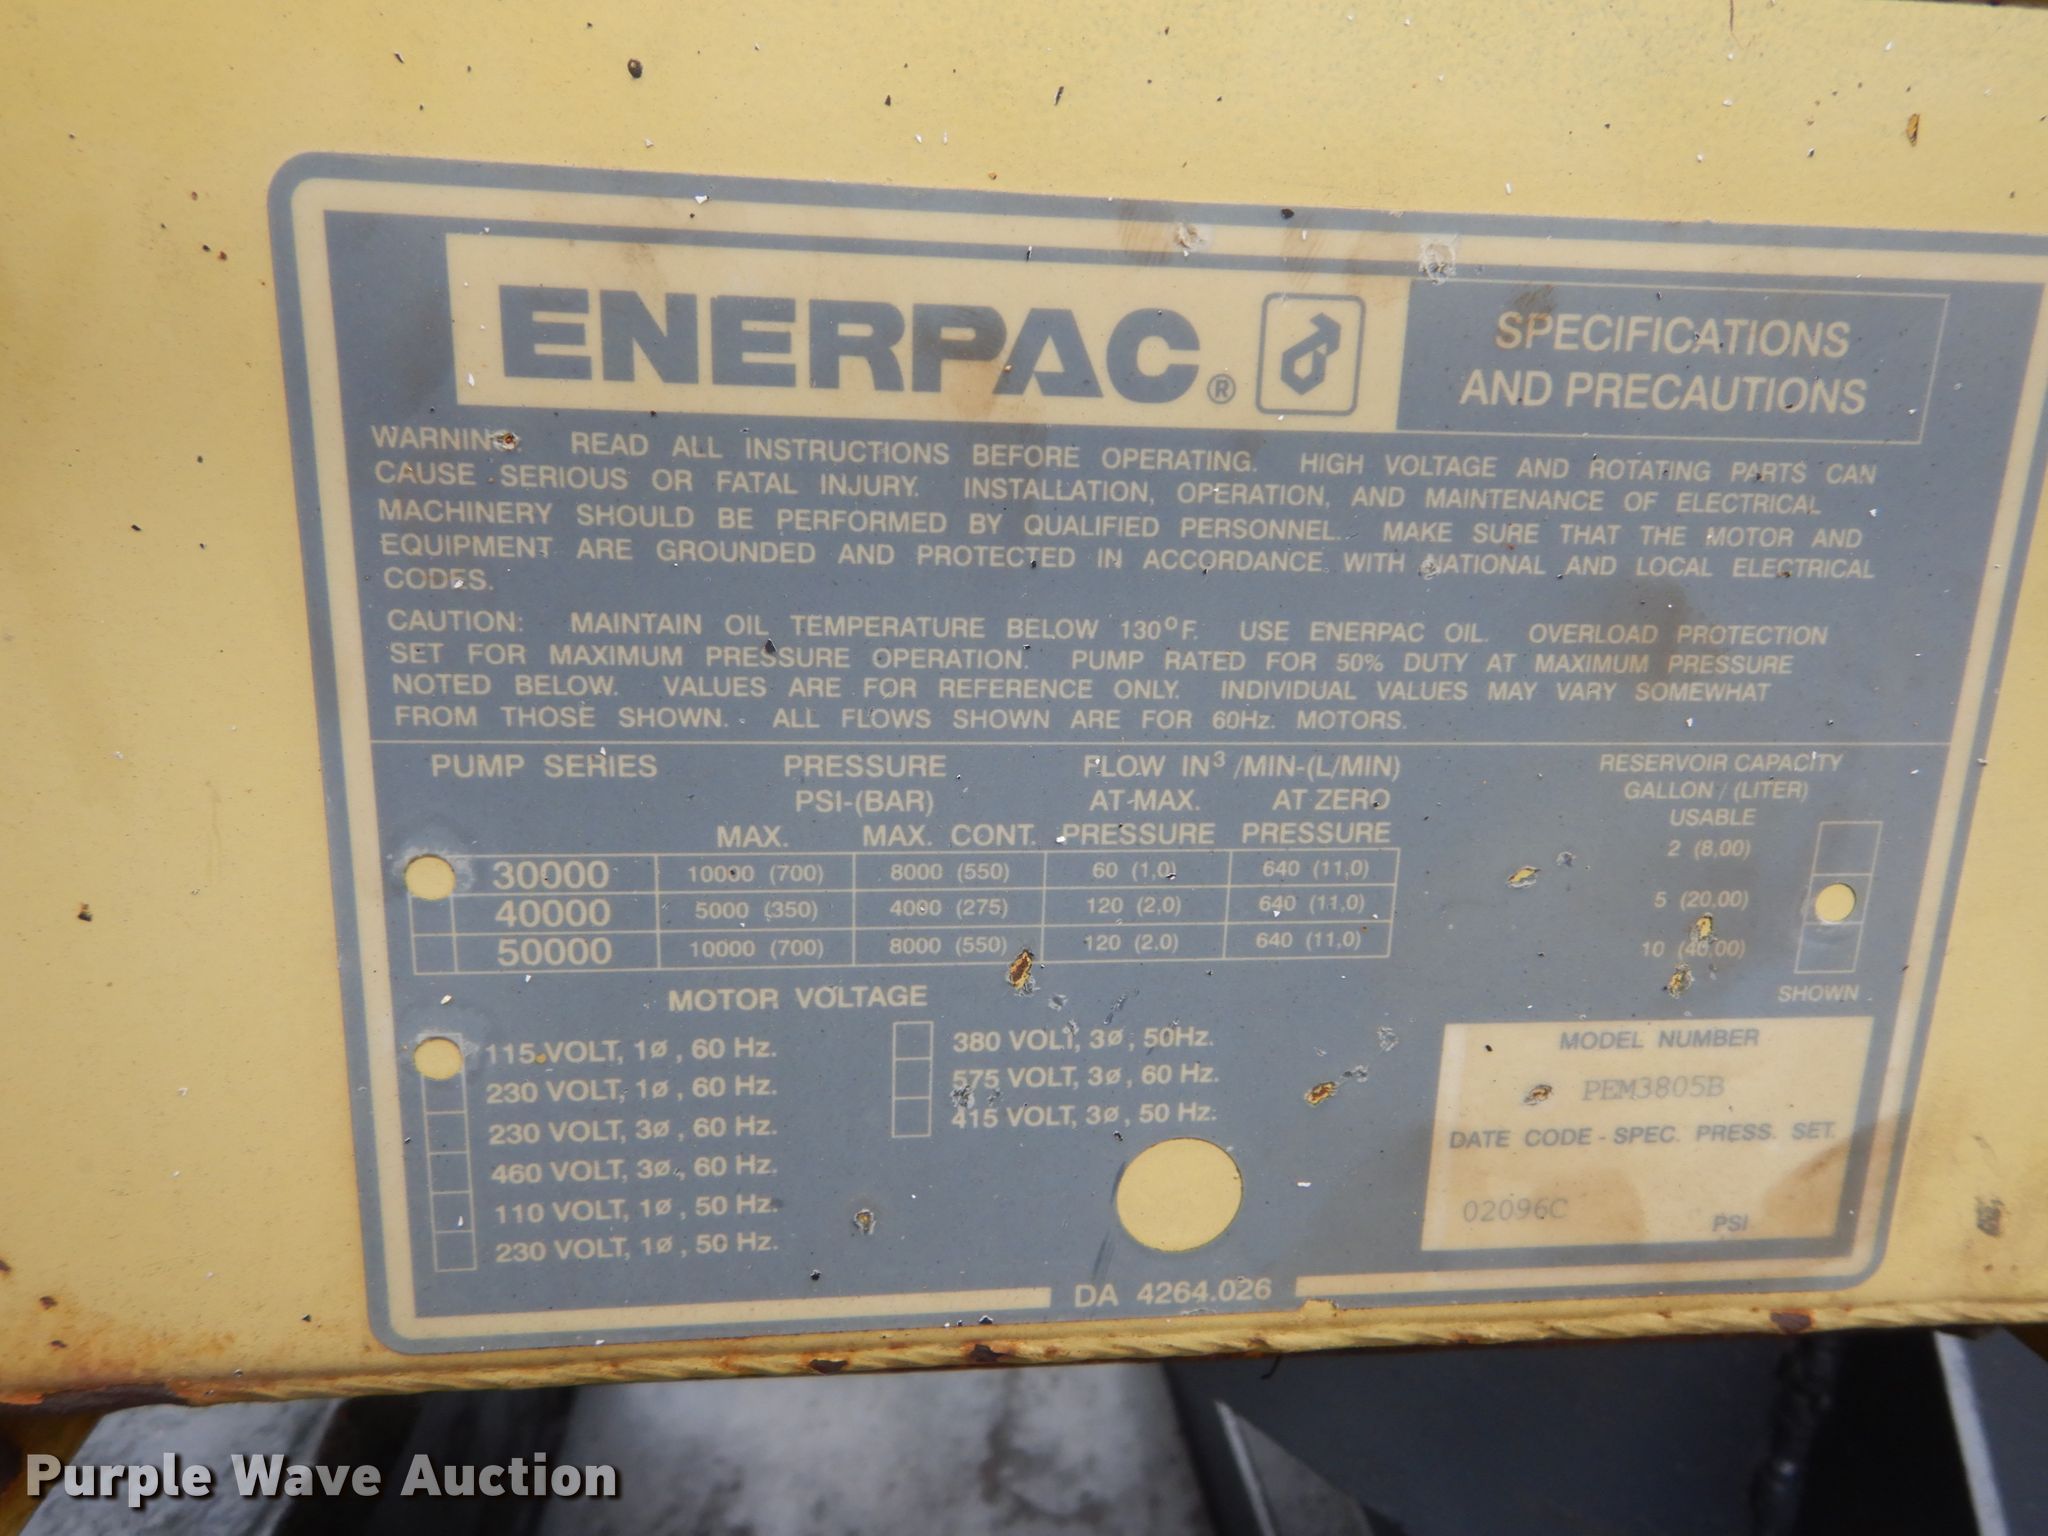 ENERPAC®
SPECIFICATIONS
AND PRECAUTIONS
WARNING: READ ALL INSTRUCTIONS BEFORE OPERATING. HIGH VOLTAGE AND ROTATING PARTS CAN
CAUSE SERIOUS OR FATAL INJURY. INSTALLATION, OPERATION, AND MAINTENANCE OF ELECTRICAL
MACHINERY SHOULD BE PERFORMED BY QUALIFIED PERSONNEL. MAKE SURE THAT THE MOTOR AND
EQUIPMENT ARE GROUNDED AND PROTECTED IN ACCORDANCE WITH NATIONAL AND LOCAL ELECTRICAL
CODES.
CAUTION: MAINTAIN OIL TEMPERATURE BELOW 130°F. USE ENERPAC OIL. OVERLOAD PROTECTION
SET FOR MAXIMUM PRESSURE OPERATION. PUMP RATED FOR 50% DUTY AT MAXIMUM PRESSURE
NOTED BELOW. VALUES ARE FOR REFERENCE ONLY. INDIVIDUAL VALUES MAY VARY SOMEWHAT
FROM THOSE SHOWN. ALL FLOWS SHOWN ARE FOR 60Hz. MOTORS.
PUMP SERIES PRESSURE FLOW IN³/MIN-(L/MIN)
PSI-(BAR) AT MAX. AT ZERO
MAX. MAX. CONT. PRESSURE PRESSURE
30000 10000 (700) 8000 (550) 60 (1,0) 640 (11,0)
40000 5000 (350) 4000 (275) 120 (2,0) 640 (11,0)
50000 10000 (700) 8000 (550) 120 (2.0) 640 (11,0)
RESERVOIR CAPACITY
GALLON / (LITER)
USABLE
2 (8,00)
5 (20,00)
10 (40,00)
SHOWN
MOTOR VOLTAGE
115 VOLT, 1ø, 60 Hz.
230 VOLT, 1ø, 60 Hz.
230 VOLT, 3ø, 60 Hz.
460 VOLT, 3ø, 60 Hz.
110 VOLT, 1ø, 50 Hz.
230 VOLT, 1ø, 50 Hz.
380 VOLT, 3ø, 50Hz.
575 VOLT, 3ø, 60 Hz.
415 VOLT, 3ø, 50 Hz.
MODEL NUMBER
PEM3805B
DATE CODE - SPEC. PRESS. SET.
02096C PSI
DA 4264.026
Purple Wave Auction